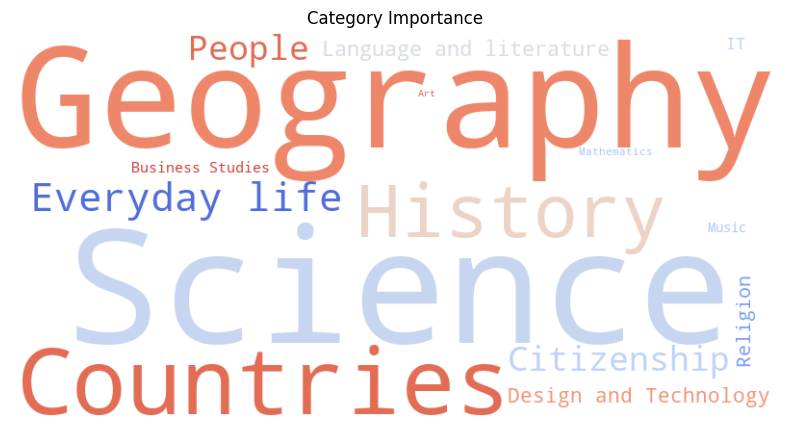 Category Importance
People
Language and literature
IT
Geography
Art
Mathematics
Business Studies
Everyday life
History
Music
Science
Religion
Countries
Citizenship
Design and Technology